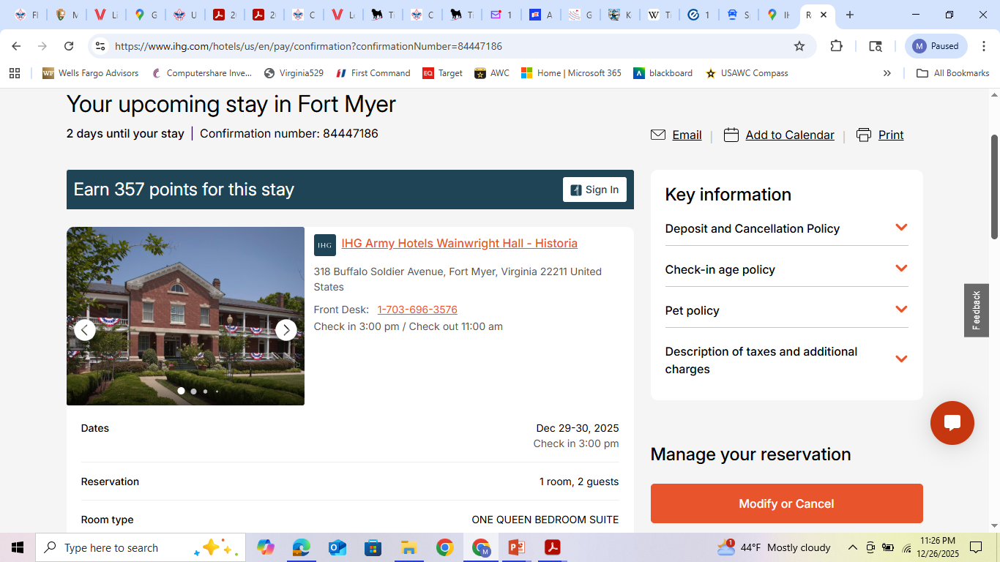 Fl
M
Li
G
U
2
2
C
Le
Ti
C
Ti
1
A
G
K
W Ti
1
S
IH
R
https://www.ihg.com/hotels/us/en/pay/confirmation?confirmationNumber=84447186
M Paused
WF Wells Fargo Advisors
Computershare Inve...
Virginia529
First Command
EQ Target
AWC
Home | Microsoft 365
blackboard
USAWC Compass
All Bookmarks
Your upcoming stay in Fort Myer
2 days until your stay | Confirmation number: 84447186
Email | Add to Calendar | Print
Earn 357 points for this stay
Sign In
IHG IHG Army Hotels Wainwright Hall - Historia
318 Buffalo Soldier Avenue, Fort Myer, Virginia 22211 United
States
Front Desk: 1-703-696-3576
Check in 3:00 pm / Check out 11:00 am
Dates Dec 29-30, 2025
Check in 3:00 pm
Reservation 1 room, 2 guests
Room type ONE QUEEN BEDROOM SUITE
Key information
Deposit and Cancellation Policy
Check-in age policy
Pet policy
Description of taxes and additional
charges
Manage your reservation
Modify or Cancel
Feedback
Type here to search
M
1
44°F Mostly cloudy
11:26 PM
12/26/2025